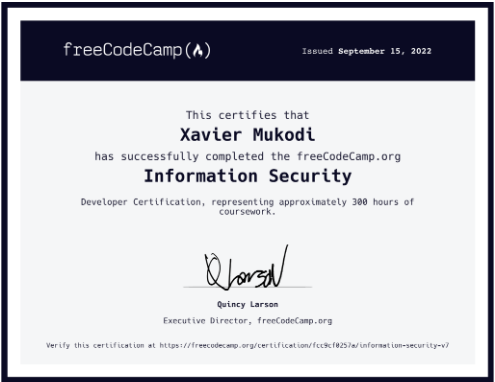 freeCodeCamp(🔥)
Issued September 15, 2022
This certifies that
Xavier Mukodi
has successfully completed the freeCodeCamp.org
Information Security
Developer Certification, representing approximately 300 hours of
coursework.
QLarson
Quincy Larson
Executive Director, freeCodeCamp.org
Verify this certification at https://freecodecamp.org/certification/fcc9cf0257a/information-security-v7